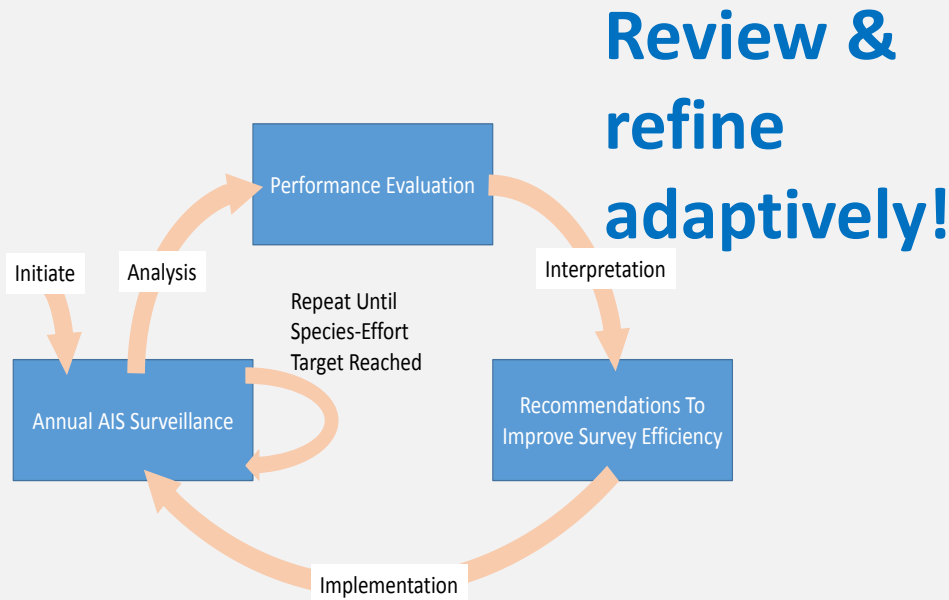 Review &
refine
adaptively!
Performance Evaluation
Initiate
Analysis
Interpretation
Repeat Until
Species-Effort
Target Reached
Annual AIS Surveillance
Recommendations To
Improve Survey Efficiency
Implementation